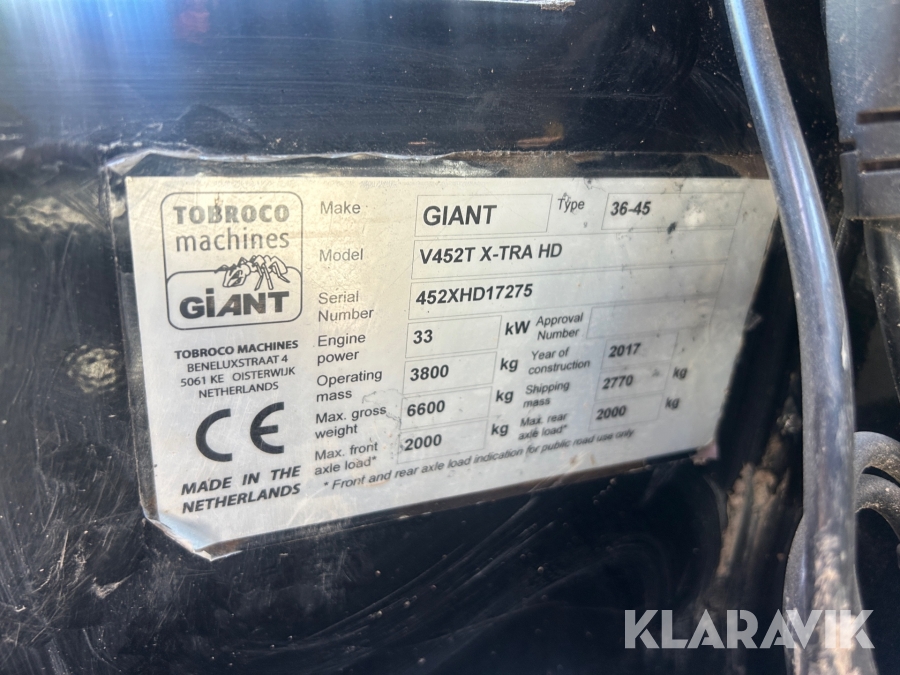 TOBROCO
machines
GiANT
TOBROCO MACHINES
BENELUXSTRAAT 4
5061 KE OISTERWIJK
NETHERLANDS
CE
MADE IN THE
NETHERLANDS
Make GIANT Type 36-45
Model V452T X-TRA HD
Serial Number 452XHD17275
Engine power 33 kW Approval Number
Operating mass 3800 kg Year of construction 2017
Max. gross weight 6600 kg Shipping mass 2770 kg
Max. front axle load* 2000 kg Max. rear axle load* 2000 kg
* Front and rear axle load indication for public road use only
KLARAVIK